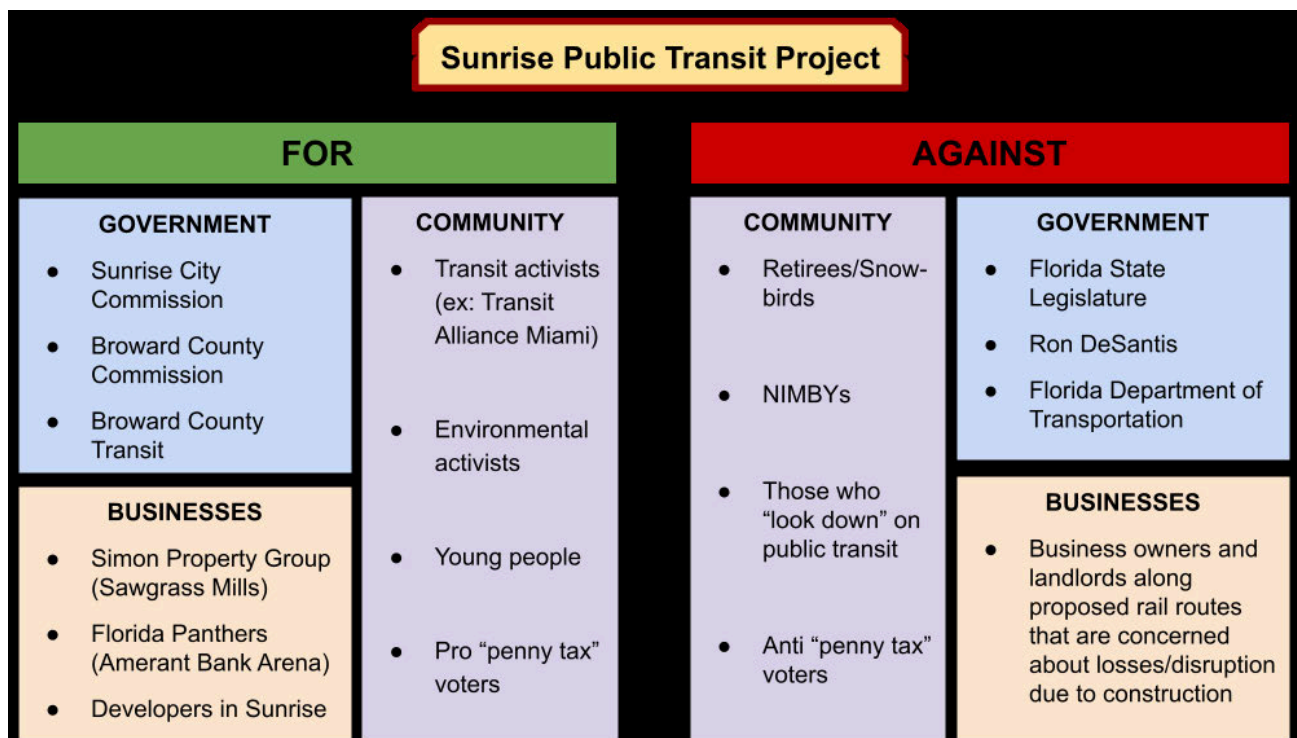 Sunrise Public Transit Project
FOR
GOVERNMENT
● Sunrise City
Commission
● Broward County
Commission
● Broward County
Transit
BUSINESSES
● Simon Property Group
(Sawgrass Mills)
● Florida Panthers
(Amerant Bank Arena)
● Developers in Sunrise
COMMUNITY
● Transit activists
(ex: Transit
Alliance Miami)
● Environmental
activists
● Young people
● Pro “penny tax”
voters
AGAINST
COMMUNITY
● Retirees/Snow-
birds
● NIMBYs
● Those who
“look down” on
public transit
● Anti “penny tax”
voters
GOVERNMENT
● Florida State
Legislature
● Ron DeSantis
● Florida Department of
Transportation
BUSINESSES
● Business owners and
landlords along
proposed rail routes
that are concerned
about losses/disruption
due to construction